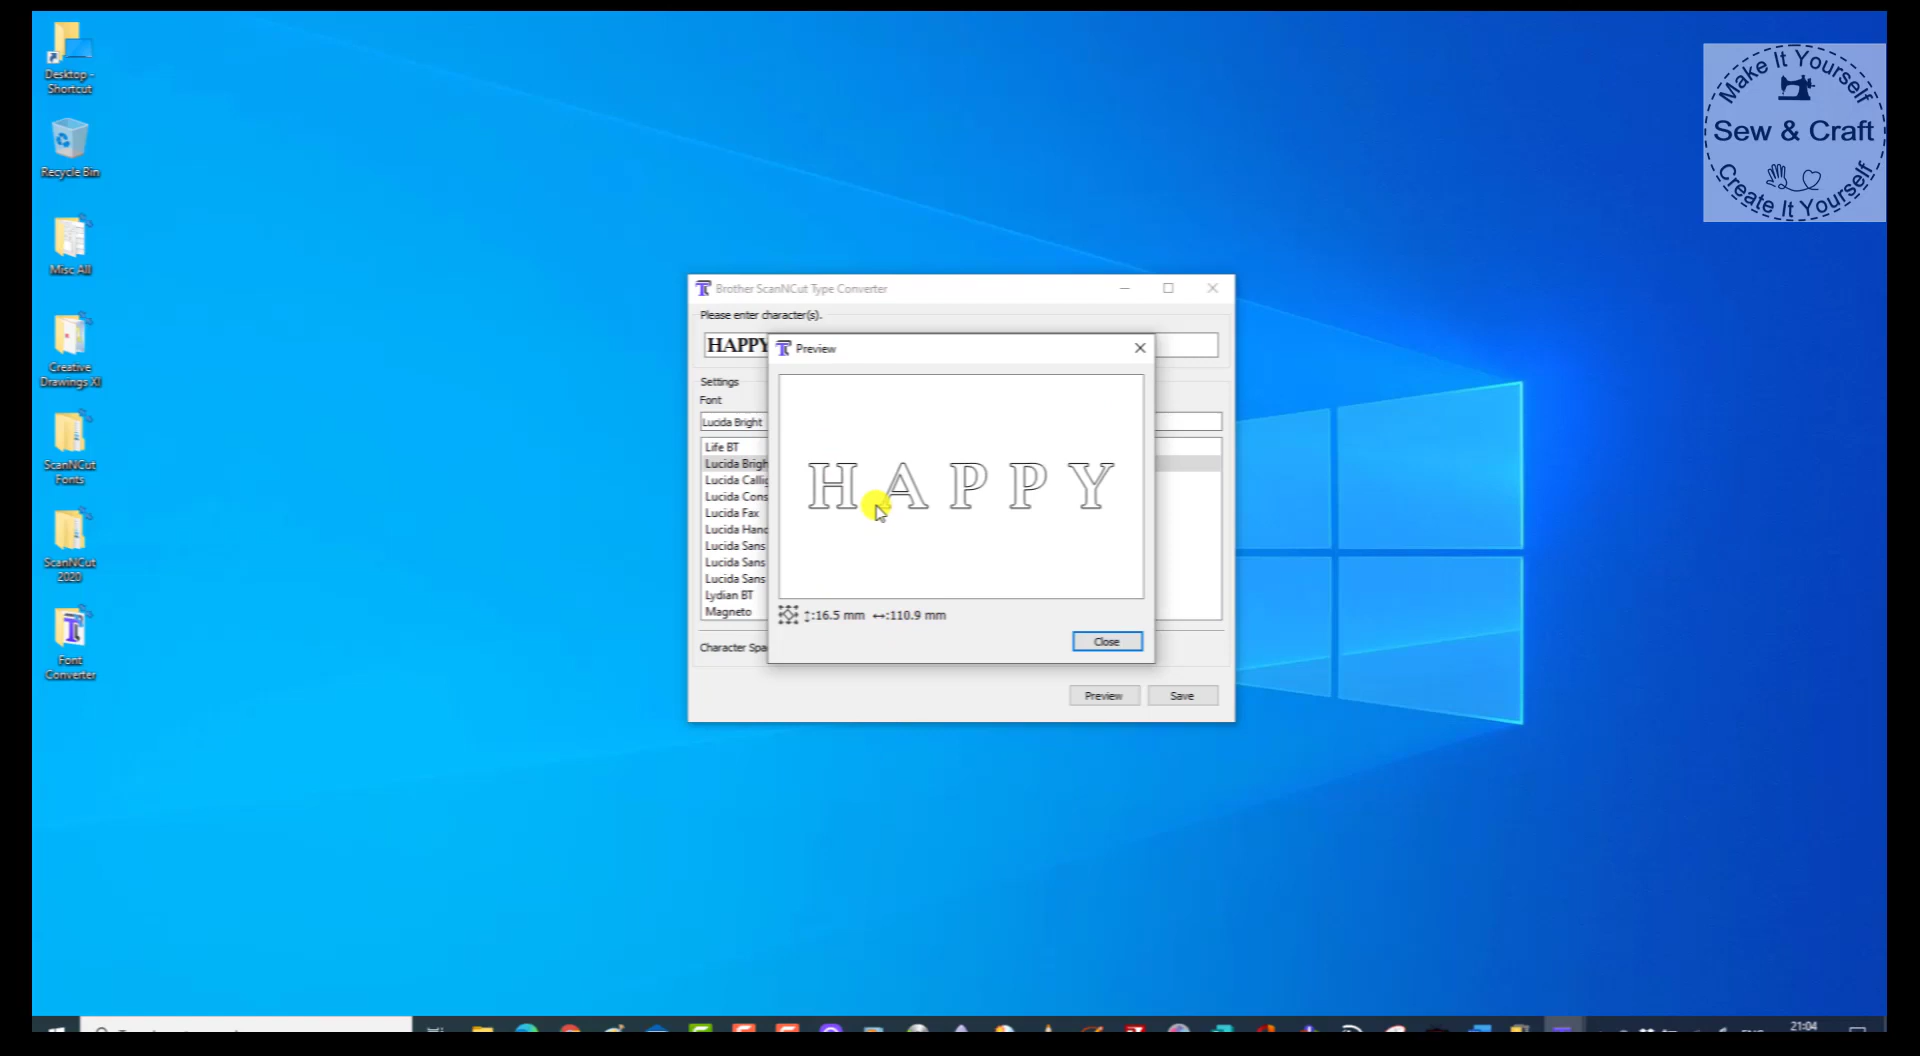 Desktop -
Shortcut
Recycle Bin
Misc All
Creative
Drawings XI
ScanNCut
Fonts
ScanNCut
2020
Font
Converter
Make It Yourself
Sew & Craft
Create It Yourself
Brother ScanNCut Type Converter
Please enter character(s).
HAPPY
Settings
Font
Lucida Bright
Life BT
Lucida Brigh
Lucida Callig
Lucida Cons
Lucida Fax
Lucida Hand
Lucida Sans
Lucida Sans
Lucida Sans
Lydian BT
Magneto
Character Spa
Preview
Save
Preview
HAPPY
:16.5 mm ↔:110.9 mm
Close
21:04